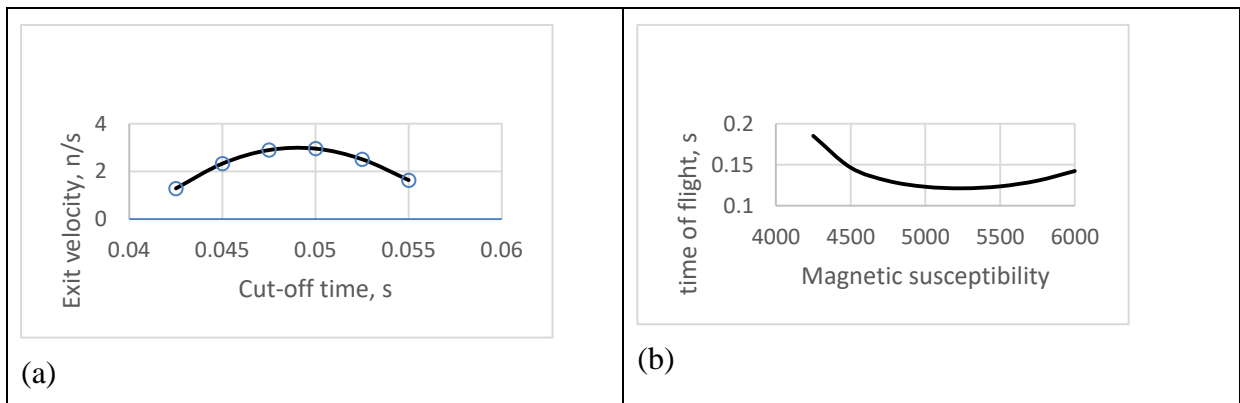 Exit velocity, n/s
4
2
0
0.04 0.045 0.05 0.055 0.06
Cut-off time, s
(a)
time of flight, s
0.2
0.15
0.1
4000 4500 5000 5500 6000
Magnetic susceptibility
(b)